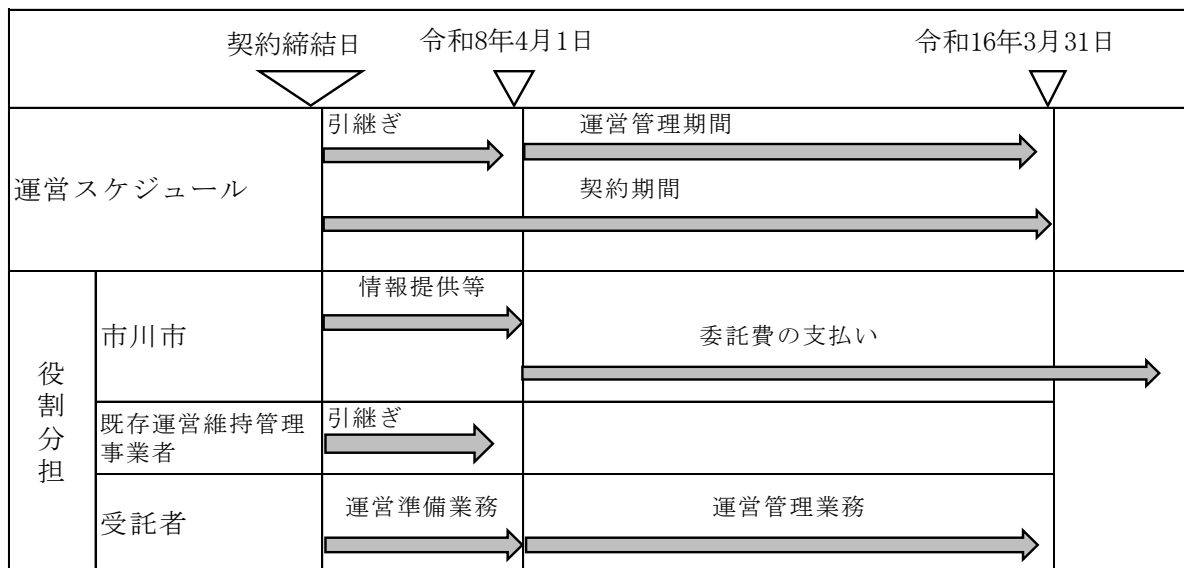 契約締結日
令和8年4月1日
令和16年3月31日
運営スケジュール
引継ぎ
運営管理期間
契約期間
役割分担
市川市
情報提供等
委託費の支払い
既存運営維持管理
事業者
引継ぎ
受託者
運営準備業務
運営管理業務